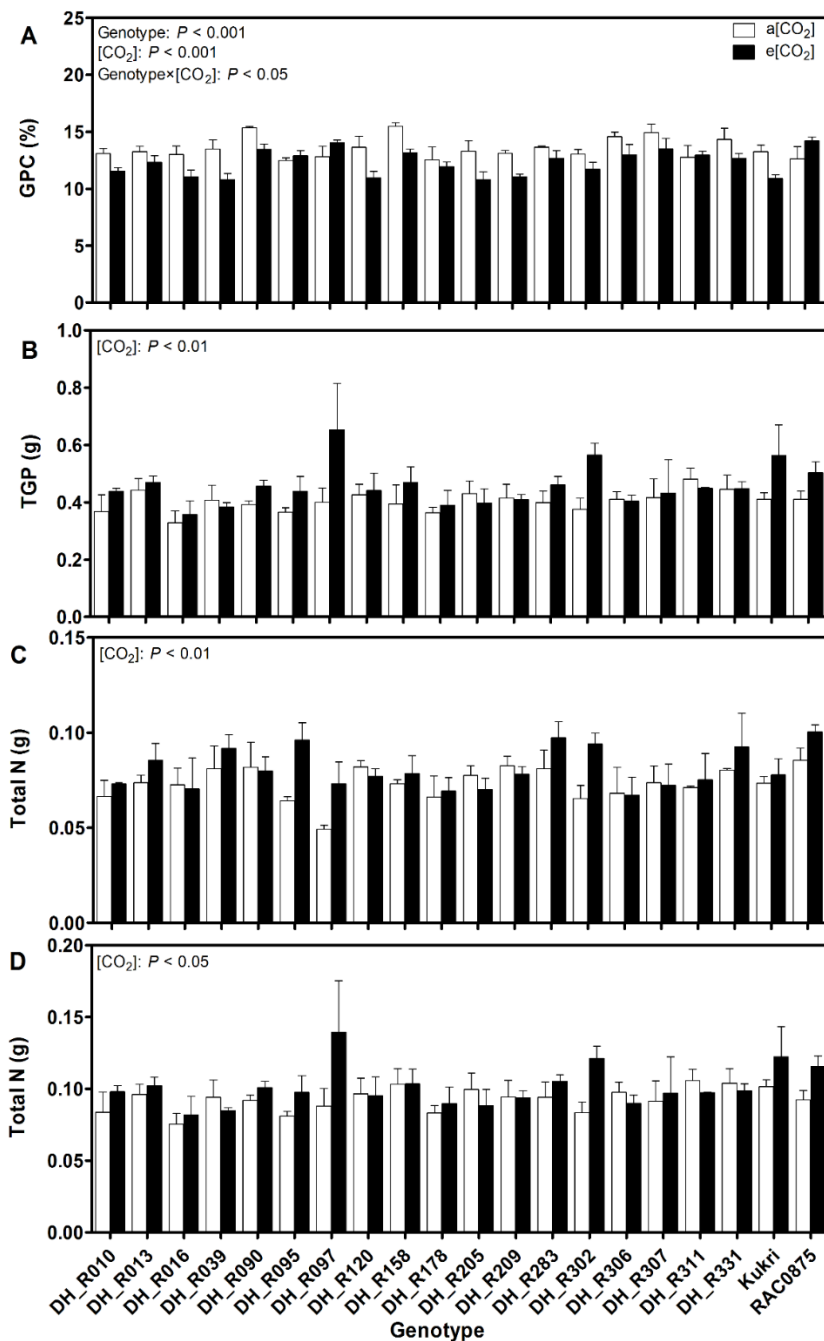 A
Genotype: P < 0.001
[CO₂]: P < 0.001
Genotype×[CO₂]: P < 0.05
a[CO₂]
e[CO₂]
GPC (%)
25
20
15
10
5
0
B
[CO₂]: P < 0.01
TGP (g)
1.0
0.8
0.6
0.4
0.2
0.0
C
[CO₂]: P < 0.01
Total N (g)
0.15
0.10
0.05
0.00
D
[CO₂]: P < 0.05
Total N (g)
0.20
0.15
0.10
0.05
0.00
DH_R010
DH_R013
DH_R016
DH_R039
DH_R090
DH_R095
DH_R097
DH_R120
DH_R158
DH_R178
DH_R205
DH_R209
DH_R283
DH_R302
DH_R306
DH_R307
DH_R311
DH_R331
Kukri
RAC0875
Genotype